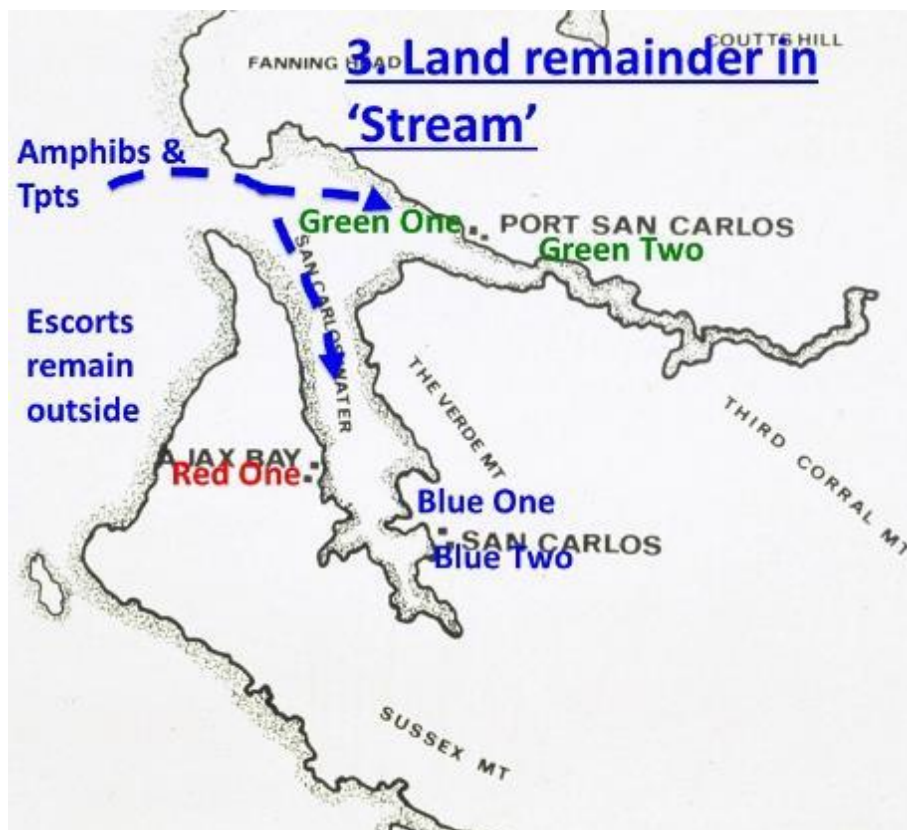 COUTTS HILL
FANNING HEAD
3. Land remainder in
‘Stream’
Amphibs &
Tpts
Green One
PORT SAN CARLOS
Green Two
SAN CARLOS WATER
Escorts
remain
outside
THE VERDE MT
THIRD CORRAL MT
AJAX BAY
Red One
Blue One
SAN CARLOS
Blue Two
SUSSEX MT